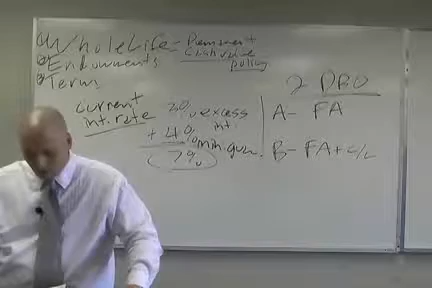 ① Whole Life = Permanent
Cash value
policy
② Endowments
③ Term
current
int. rate
3% excess
int.
+ 4% min. guar.
7%
2 DBO
A- FA
B- FA + C/V